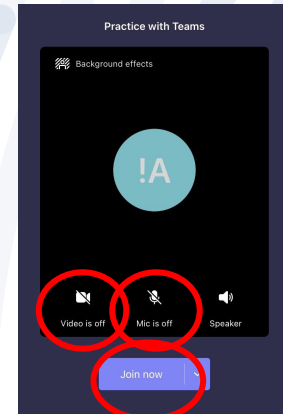 Practice with Teams
Background effects
!A
Video is off
Mic is off
Speaker
Join now